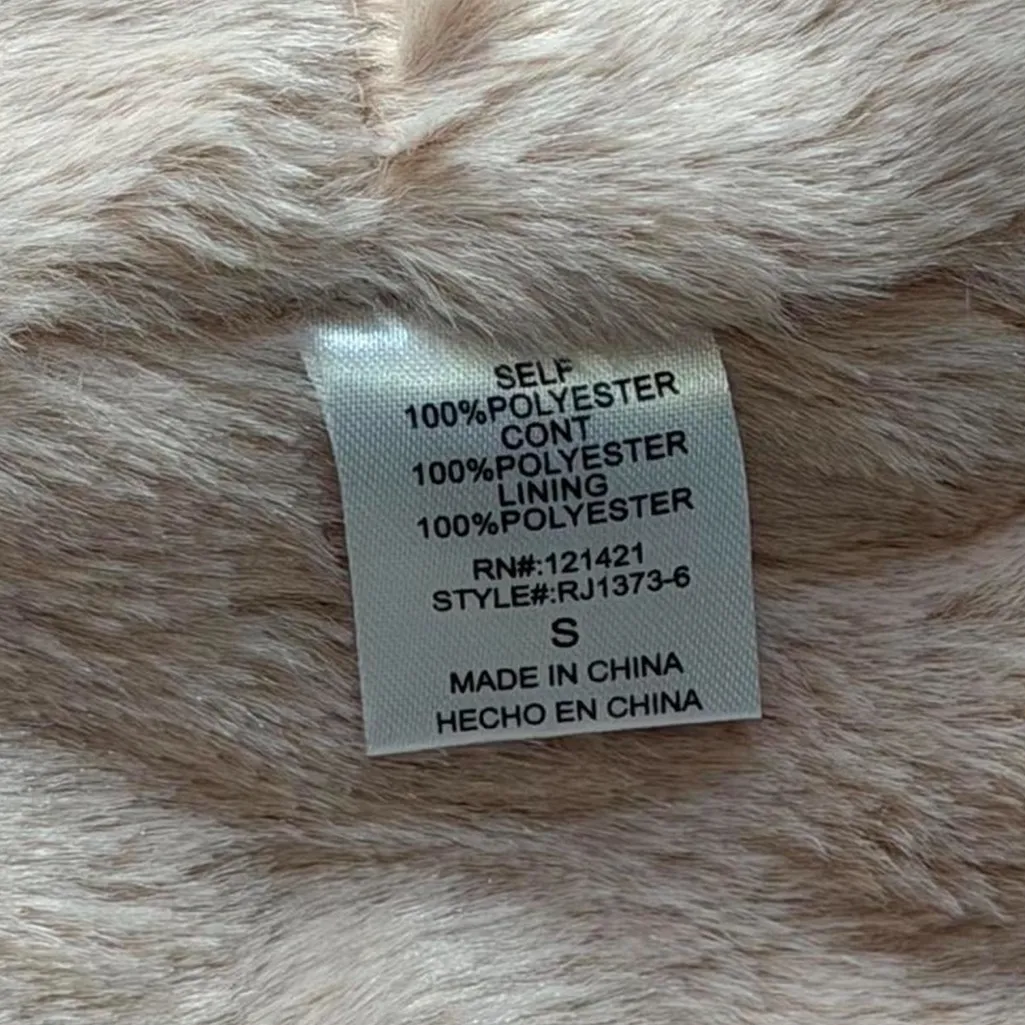 SELF
100%POLYESTER
CONT
100%POLYESTER
LINING
100%POLYESTER
RN#:121421
STYLE#:RJ1373-6
S
MADE IN CHINA
HECHO EN CHINA